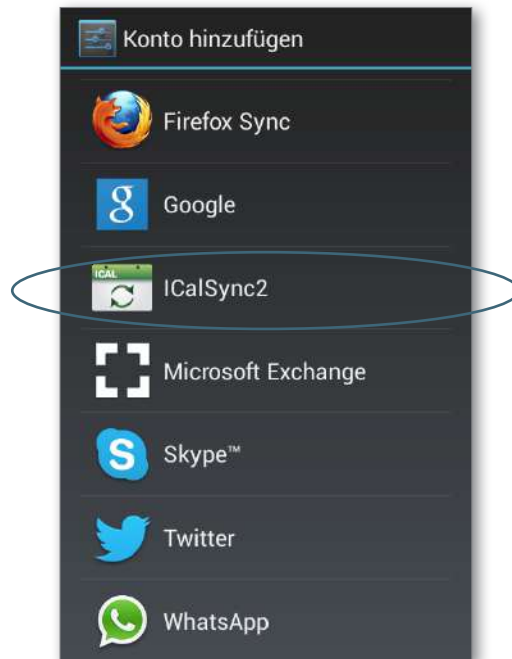 Konto hinzufügen
Firefox Sync
g
Google
ICAL
ICalSync2
Microsoft Exchange
S
Skype™
Twitter
WhatsApp